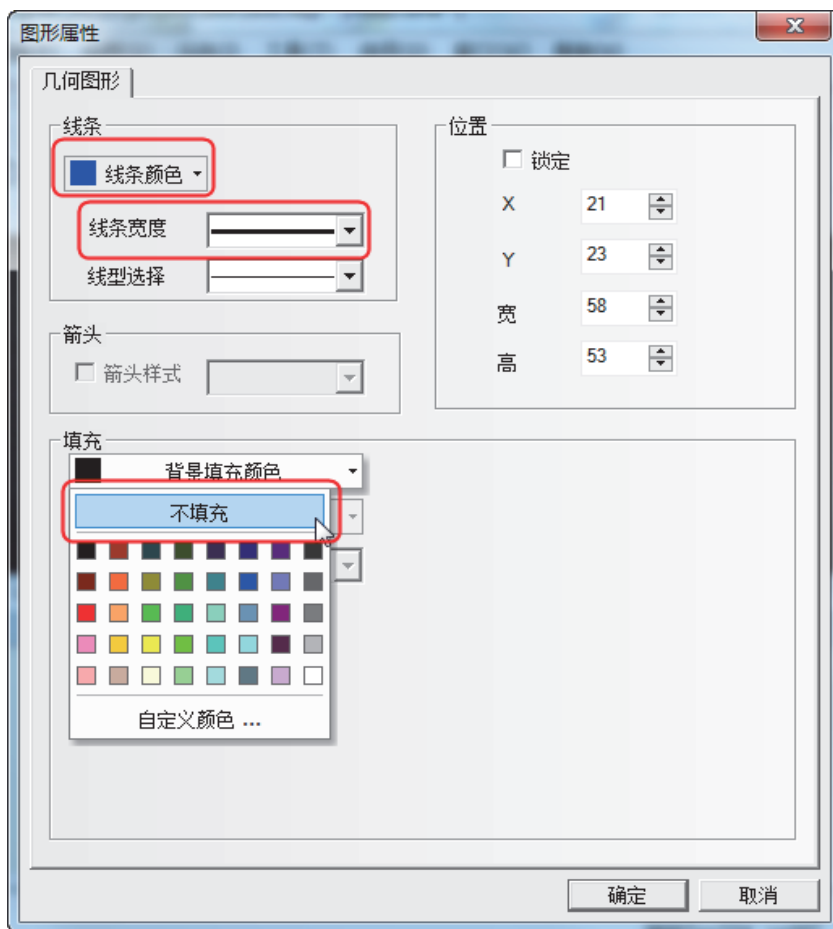 图形属性
几何图形
线条
线条颜色
线条宽度
线型选择
箭头
箭头样式
位置
锁定
X 21
Y 23
宽 58
高 53
填充
背景填充颜色
不填充
自定义颜色 ...
确定 取消